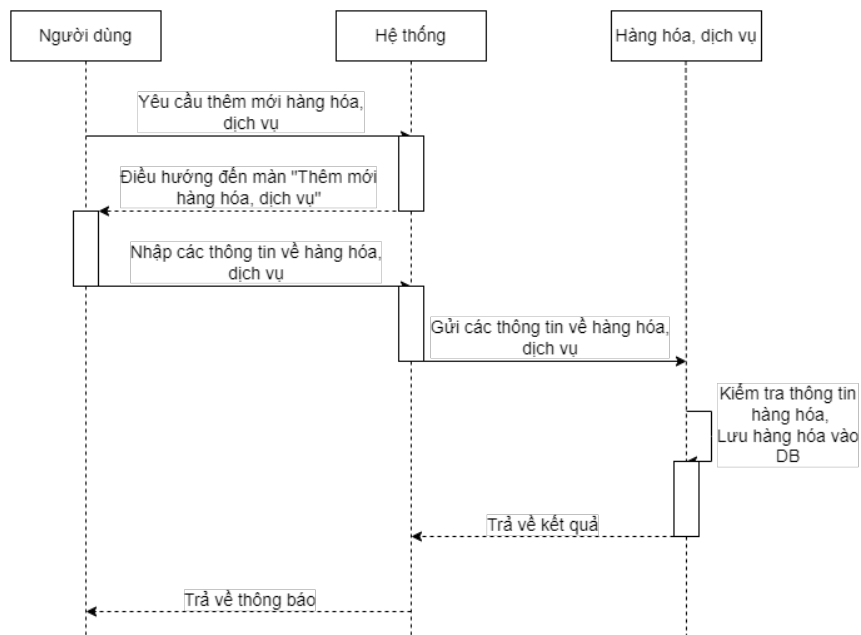 Người dùng
Hệ thống
Hàng hóa, dịch vụ
Yêu cầu thêm mới hàng hóa,
dịch vụ
Điều hướng đến màn "Thêm mới
hàng hóa, dịch vụ"
Nhập các thông tin về hàng hóa,
dịch vụ
Gửi các thông tin về hàng hóa,
dịch vụ
Kiểm tra thông tin
hàng hóa,
Lưu hàng hóa vào
DB
Trả về kết quả
Trả về thông báo